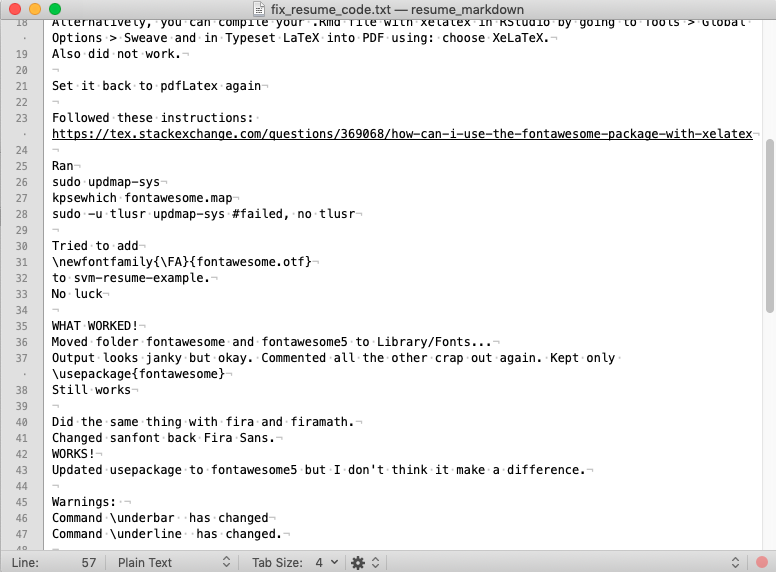 fix_resume_code.txt — resume_markdown
18 Alternatively, you can compile your .Rmd file with xelatex in RStudio by going to Tools > Global
Options > Sweave and in Typeset LaTeX into PDF using: choose XeLaTeX.
19 Also did not work.
20
21 Set it back to pdfLatex again
22
23 Followed these instructions:
https://tex.stackexchange.com/questions/369068/how-can-i-use-the-fontawesome-package-with-xelatex
24
25 Ran
26 sudo updmap-sys
27 kpsewhich fontawesome.map
28 sudo -u tlusr updmap-sys #failed, no tlusr
29
30 Tried to add
31 \newfontfamily{\FA}{fontawesome.otf}
32 to svm-resume-example.
33 No luck
34
35 WHAT WORKED!
36 Moved folder fontawesome and fontawesome5 to Library/Fonts...
37 Output looks janky but okay. Commented all the other crap out again. Kept only
\usepackage{fontawesome}
38 Still works
39
40 Did the same thing with fira and firamath.
41 Changed sanfont back Fira Sans.
42 WORKS!
43 Updated usepackage to fontawesome5 but I don't think it make a difference.
44
45 Warnings:
46 Command \underbar  has changed
47 Command \underline  has changed.
48
Line: 57 Plain Text Tab Size: 4